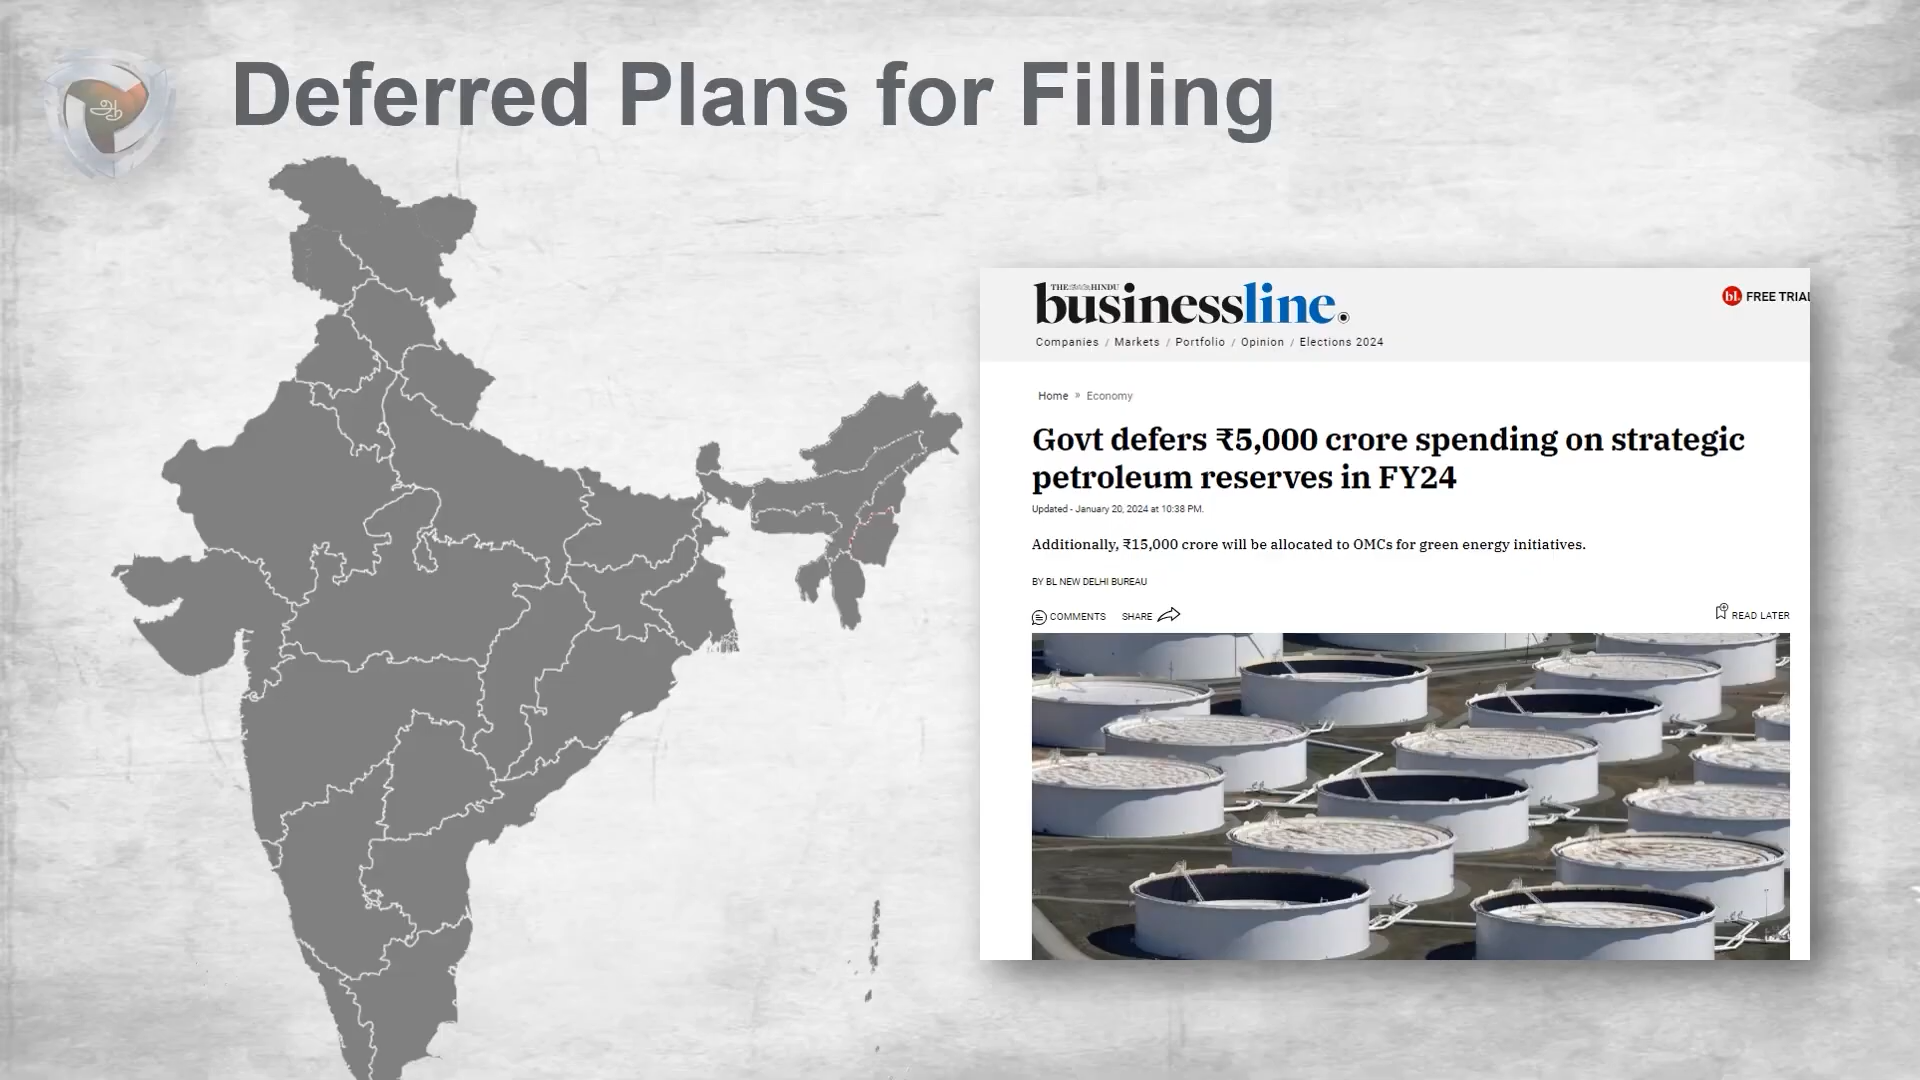 Deferred Plans for Filling
THE HINDU
businessline.
bl. FREE TRIAL
Companies / Markets / Portfolio / Opinion / Elections 2024
Home » Economy
Govt defers ₹5,000 crore spending on strategic
petroleum reserves in FY24
Updated - January 20, 2024 at 10:38 PM.
Additionally, ₹15,000 crore will be allocated to OMCs for green energy initiatives.
BY BL NEW DELHI BUREAU
COMMENTS SHARE READ LATER